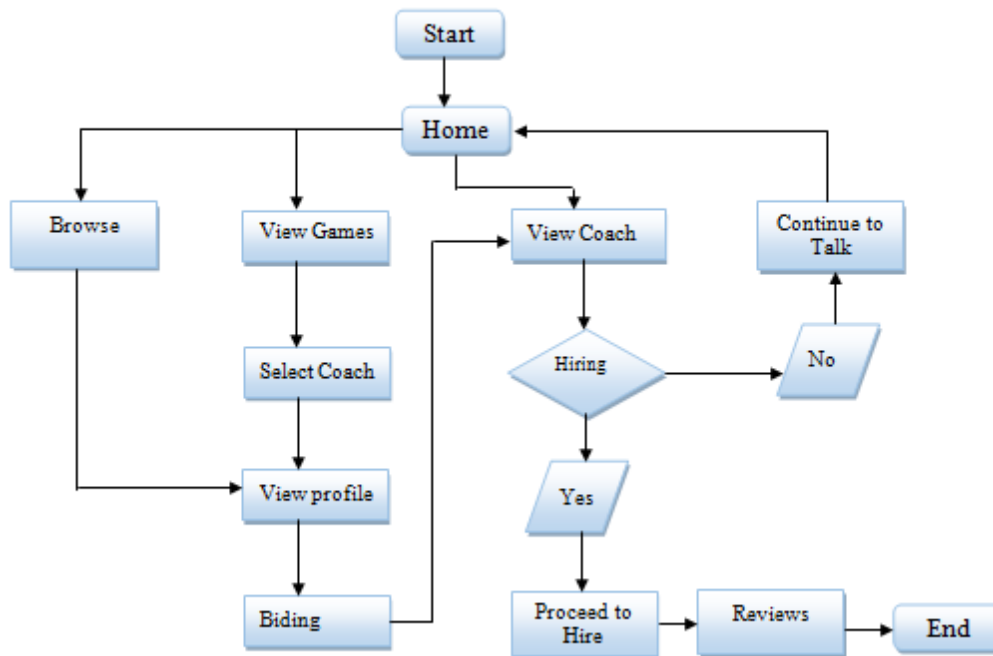 Start
Home
Browse
View Games
View Coach
Continue to
Talk
Select Coach
Hiring
No
View profile
Yes
Biding
Proceed to
Hire
Reviews
End